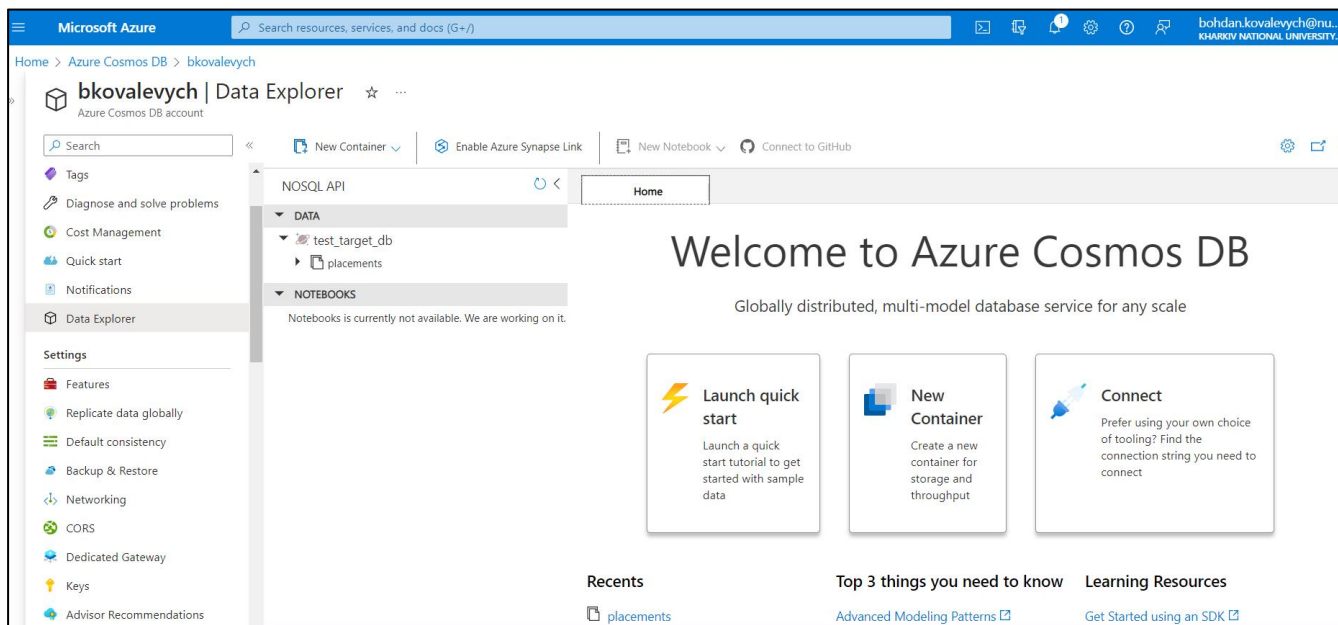 Microsoft Azure
Search resources, services, and docs (G+/)
1
bohdan.kovalevych@nu...
KHARKIV NATIONAL UNIVERSITY...
Home > Azure Cosmos DB > bkovalevych
bkovalevych | Data Explorer
Azure Cosmos DB account
Search
New Container
Enable Azure Synapse Link
New Notebook
Connect to GitHub
Tags
Diagnose and solve problems
Cost Management
Quick start
Notifications
Data Explorer
Settings
Features
Replicate data globally
Default consistency
Backup & Restore
Networking
CORS
Dedicated Gateway
Keys
Advisor Recommendations
NOSQL API
DATA
test_target_db
placements
NOTEBOOKS
Notebooks is currently not available. We are working on it.
Home
Welcome to Azure Cosmos DB
Globally distributed, multi-model database service for any scale
Launch quick
start
Launch a quick
start tutorial to get
started with sample
data
New
Container
Create a new
container for
storage and
throughput
Connect
Prefer using your own choice
of tooling? Find the
connection string you need to
connect
Recents
placements
Top 3 things you need to know
Advanced Modeling Patterns
Learning Resources
Get Started using an SDK